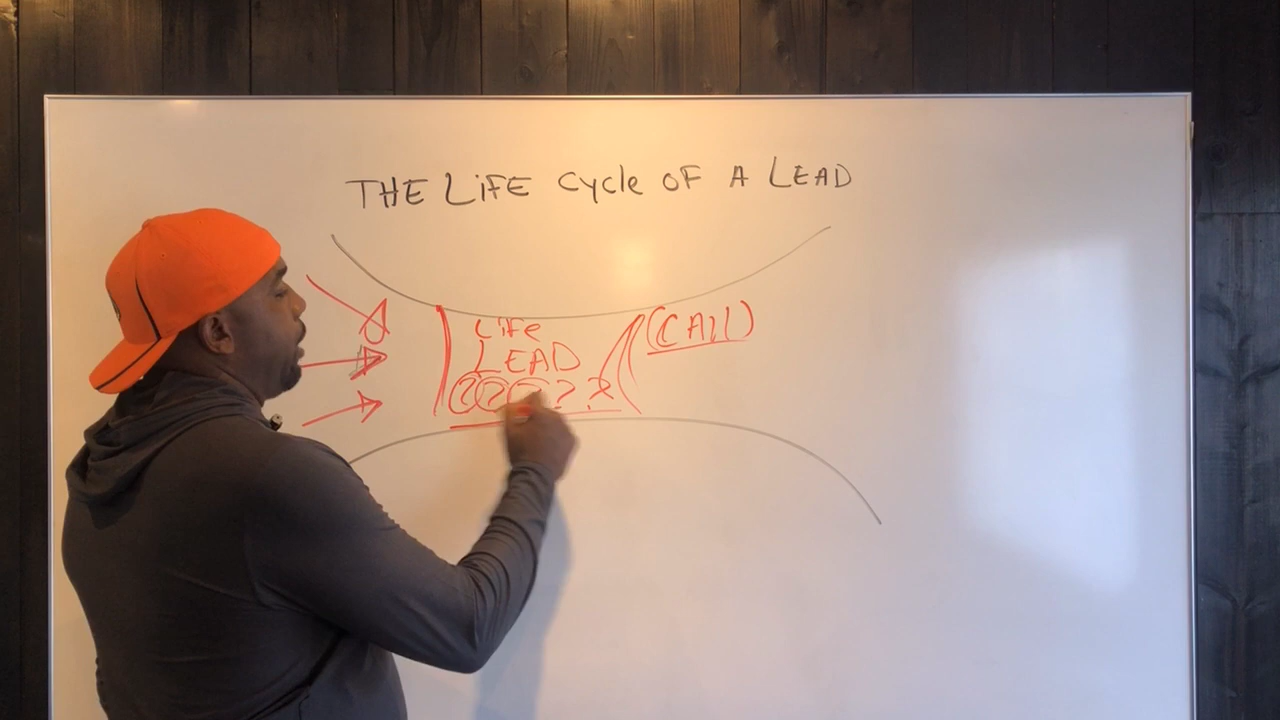 THE LiFE Cycle OF A LEAD
LiFe
(CAll)
LEAD
? ? ? ? ?